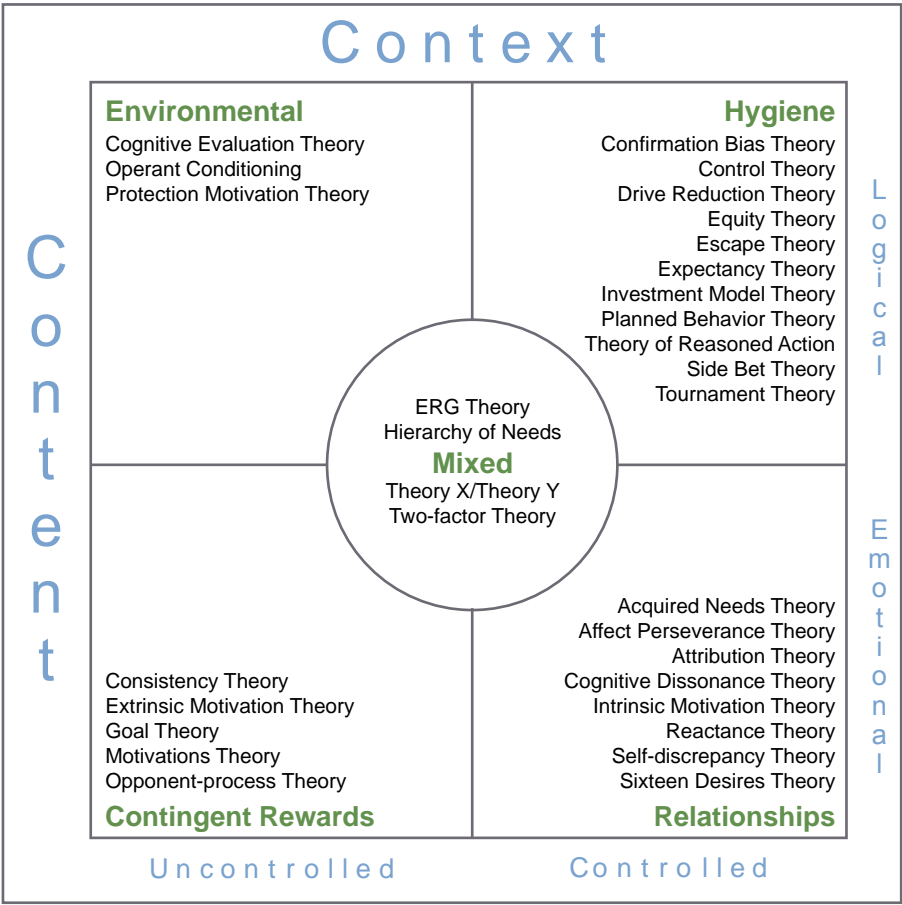 Context
Content
Environmental
Cognitive Evaluation Theory
Operant Conditioning
Protection Motivation Theory
Hygiene
Confirmation Bias Theory
Control Theory
Drive Reduction Theory
Equity Theory
Escape Theory
Expectancy Theory
Investment Model Theory
Planned Behavior Theory
Theory of Reasoned Action
Side Bet Theory
Tournament Theory
Logical
ERG Theory
Hierarchy of Needs
Mixed
Theory X/Theory Y
Two-factor Theory
Consistency Theory
Extrinsic Motivation Theory
Goal Theory
Motivations Theory
Opponent-process Theory
Contingent Rewards
Acquired Needs Theory
Affect Perseverance Theory
Attribution Theory
Cognitive Dissonance Theory
Intrinsic Motivation Theory
Reactance Theory
Self-discrepancy Theory
Sixteen Desires Theory
Relationships
Emotional
Uncontrolled
Controlled